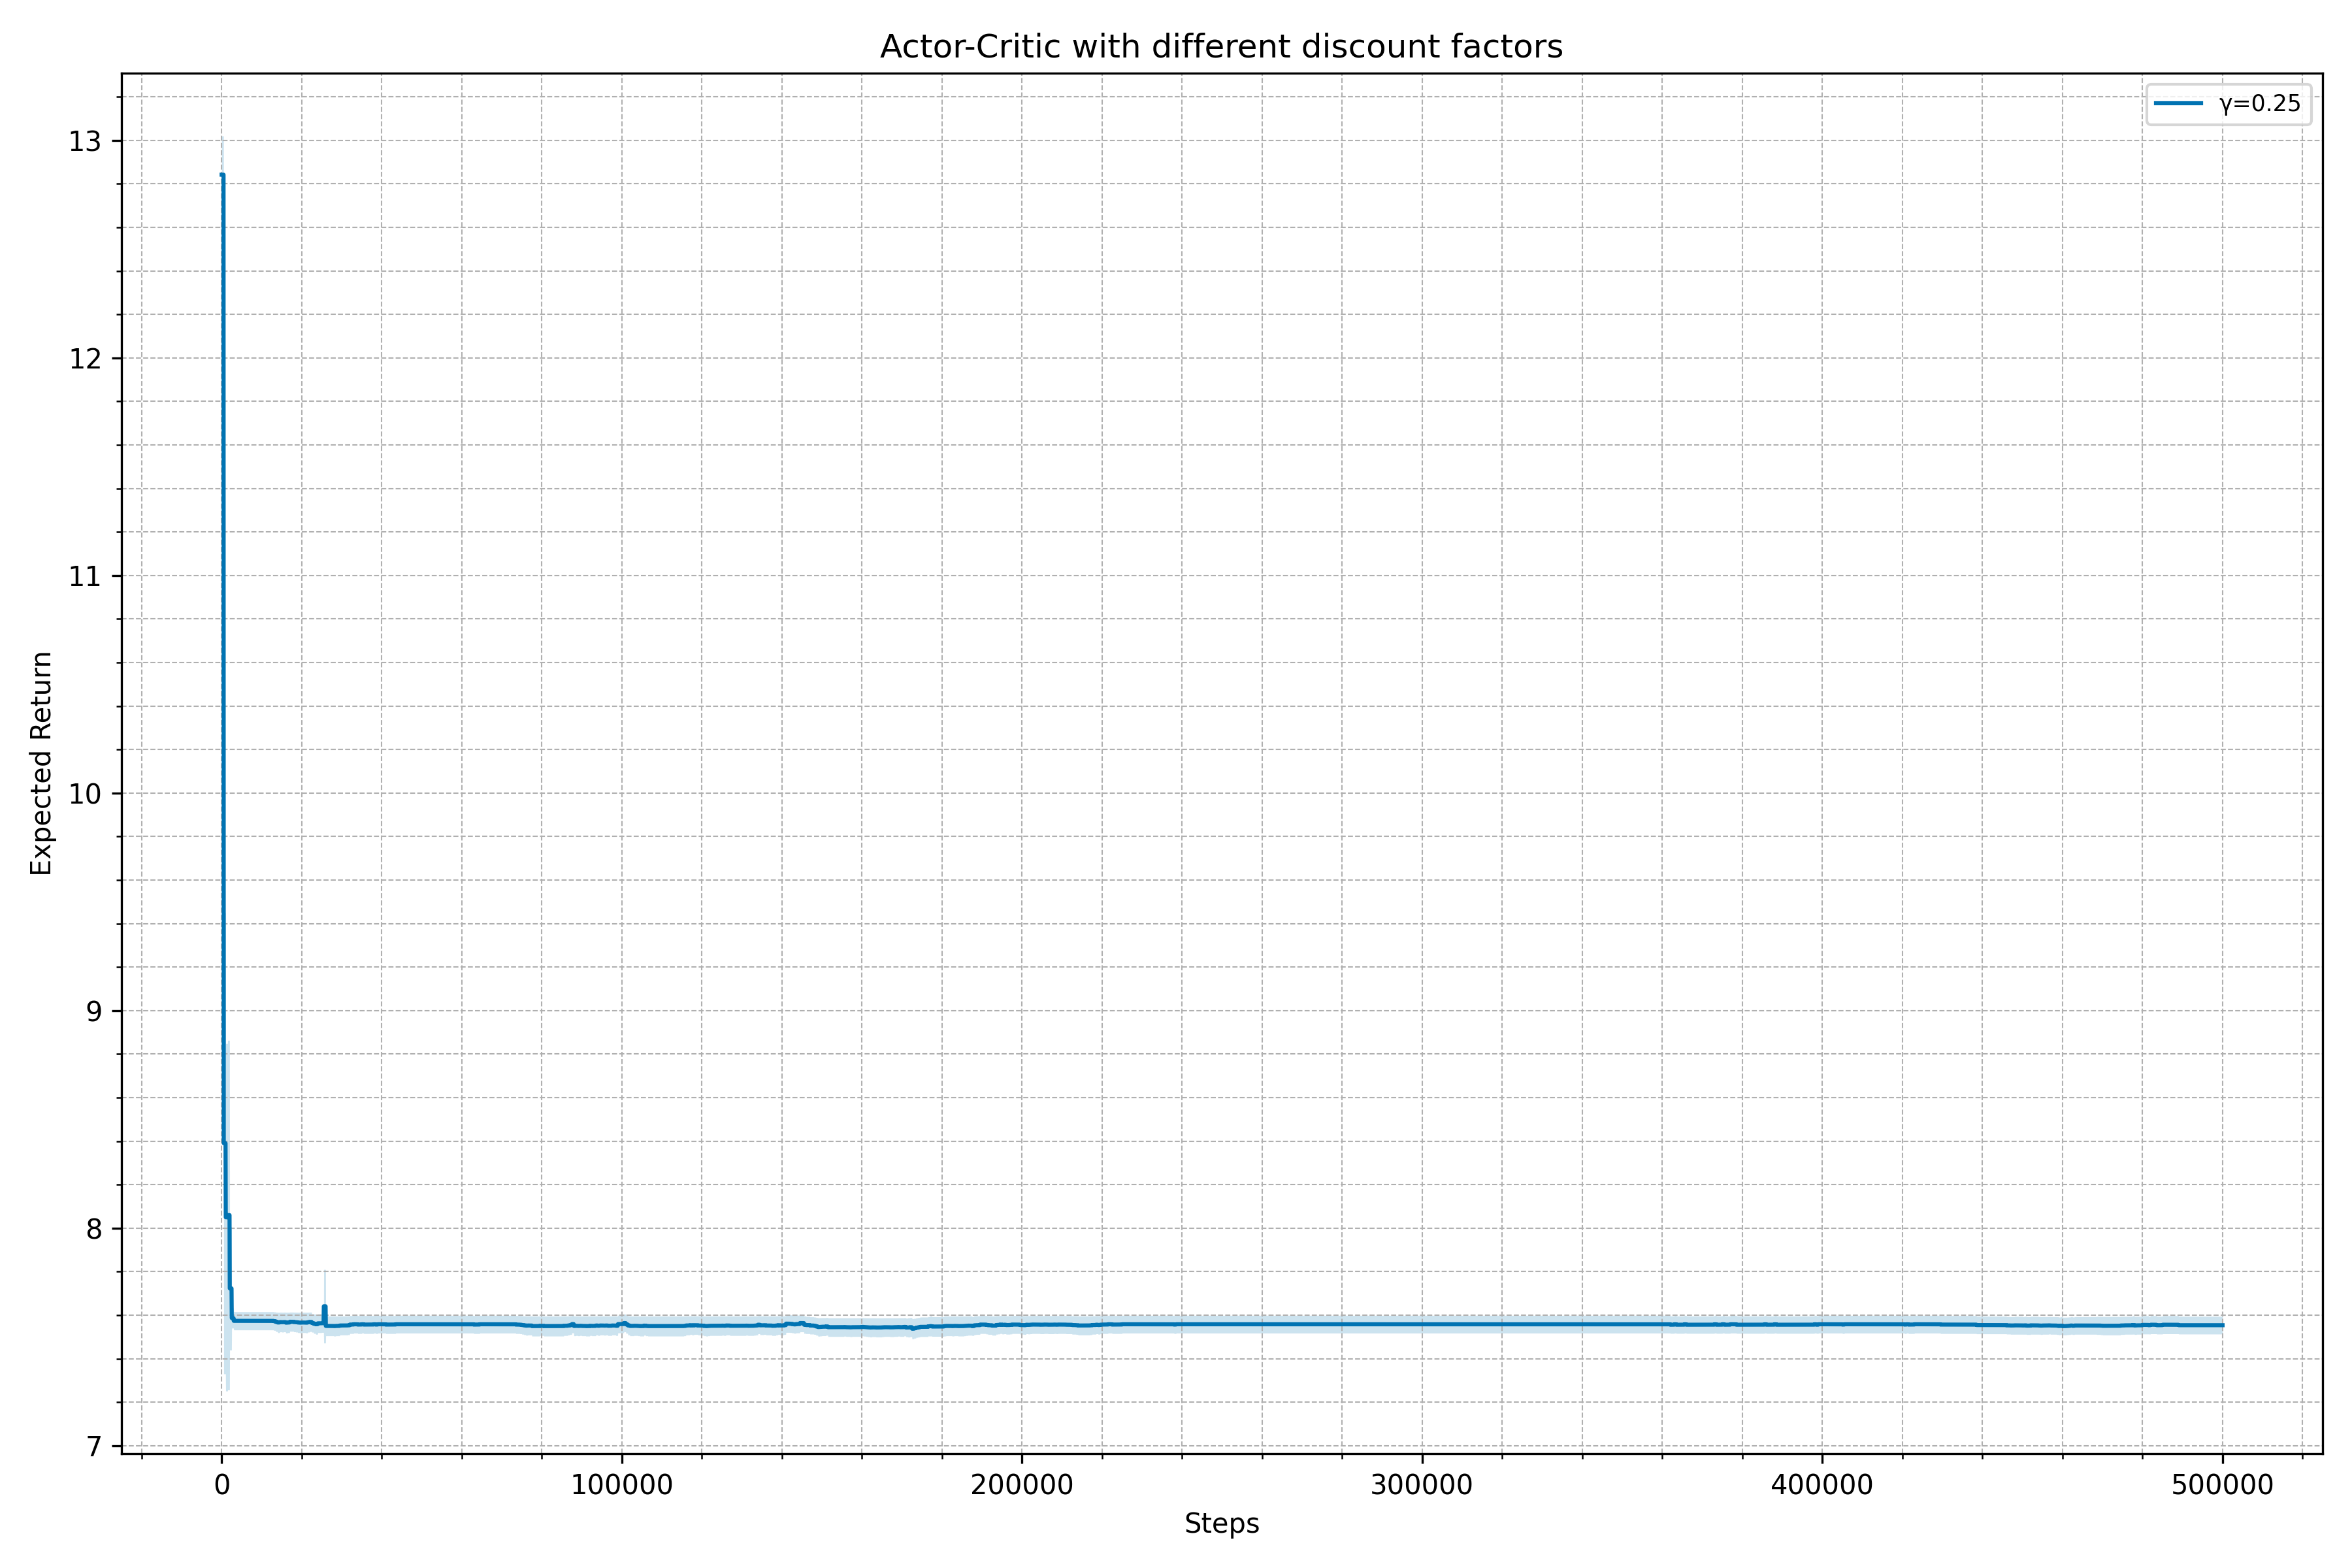 Actor-Critic with different discount factors
γ=0.25
13
12
11
10
9
8
7
Expected Return
0 100000 200000 300000 400000 500000
Steps